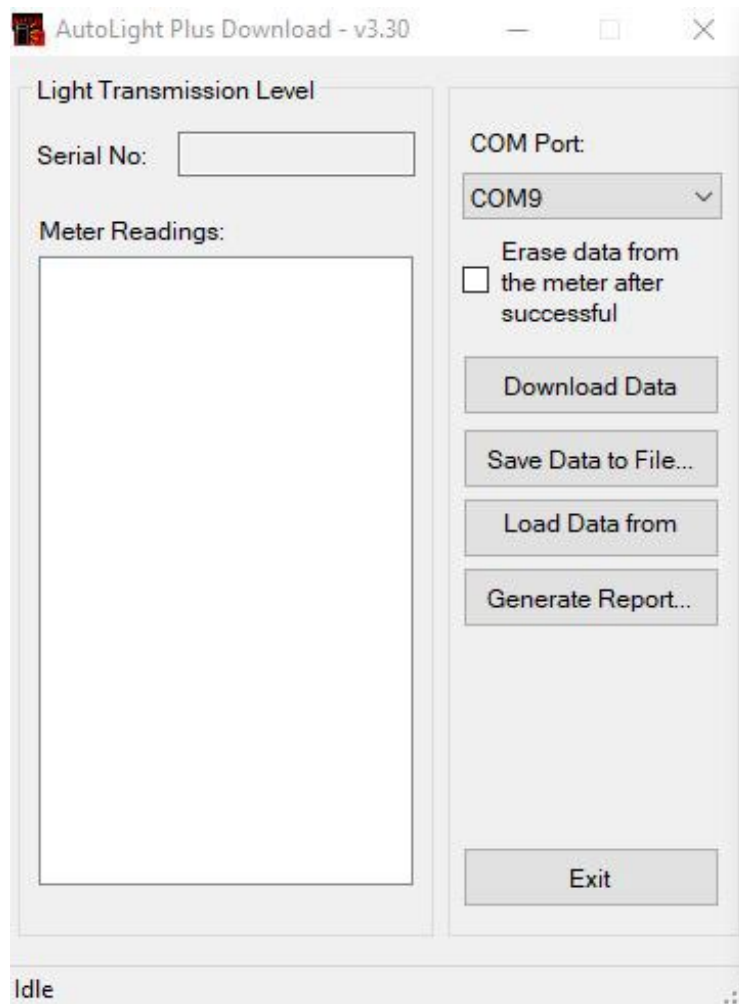 AutoLight Plus Download - v3.30
Light Transmission Level
Serial No:
Meter Readings:
COM Port:
COM9
Erase data from
the meter after
successful
Download Data
Save Data to File...
Load Data from
Generate Report...
Exit
Idle